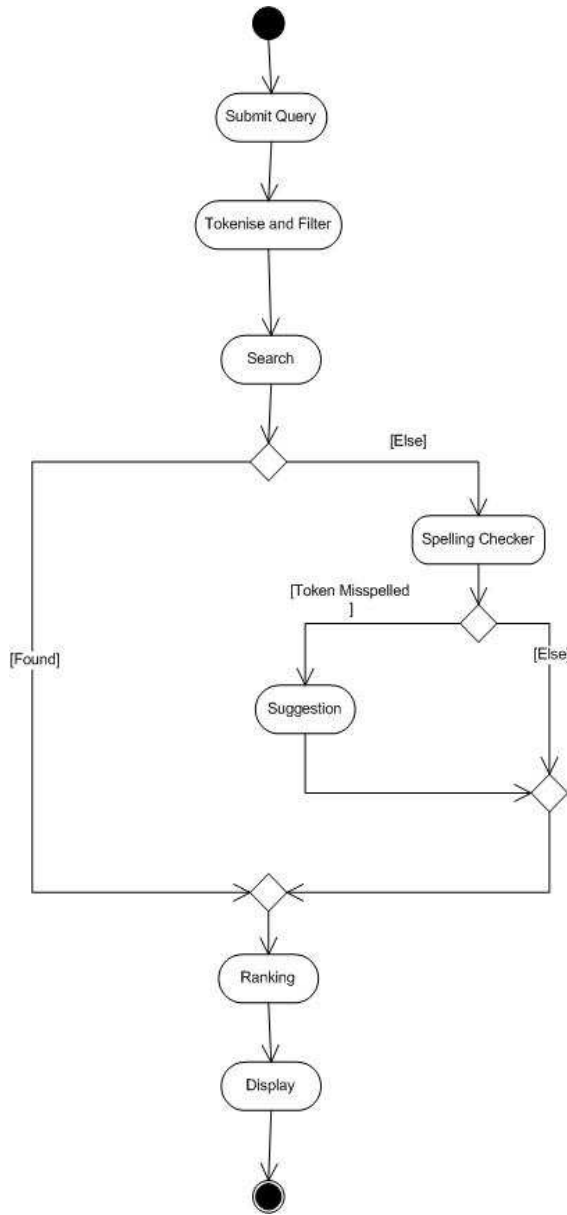 Submit Query
Tokenise and Filter
Search
[Else]
Spelling Checker
[Token Misspelled
]
[Found]
[Else]
Suggestion
Ranking
Display